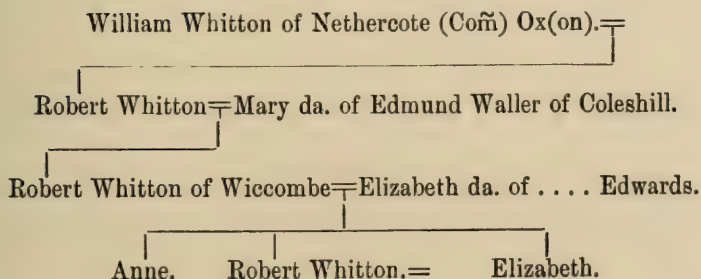 William Whitton of Nethercote (Com̃) Ox(on).=
Robert Whitton=Mary da. of Edmund Waller of Coleshill.
Robert Whitton of Wiccombe=Elizabeth da. of .... Edwards.
Anne. Robert Whitton.= Elizabeth.